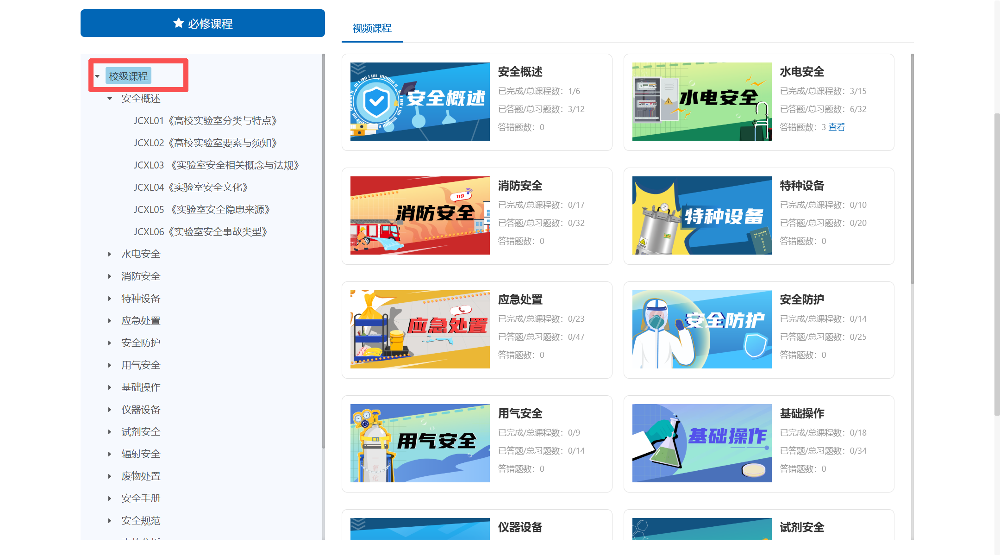 必修课程
校级课程
安全概述
JCXL01《高校实验室分类与特点》
JCXL02《高校实验室要素与须知》
JCXL03 《实验室安全相关概念与法规》
JCXL04《实验室安全文化》
JCXL05 《实验室安全隐患来源》
JCXL06《实验室安全事故类型》
水电安全
消防安全
特种设备
应急处置
安全防护
用气安全
基础操作
仪器设备
试剂安全
辐射安全
废物处置
安全手册
安全规范
视频课程
安全概述
安全概述
已完成/总课程数：1/6
已答题/总习题数：3/12
答错题数：0
水电安全
水电安全
已完成/总课程数：3/15
已答题/总习题数：6/32
答错题数：3 查看
119
消防安全
消防安全
已完成/总课程数：0/17
已答题/总习题数：0/32
答错题数：0
特种设备
特种设备
已完成/总课程数：0/10
已答题/总习题数：0/20
答错题数：0
应急处置
应急处置
已完成/总课程数：0/23
已答题/总习题数：0/47
答错题数：0
安全防护
安全防护
已完成/总课程数：0/14
已答题/总习题数：0/25
答错题数：0
用气安全
一氧化
用气安全
已完成/总课程数：0/9
已答题/总习题数：0/14
答错题数：0
基础操作
基础操作
已完成/总课程数：0/18
已答题/总习题数：0/34
答错题数：0
仪器设备
试剂安全